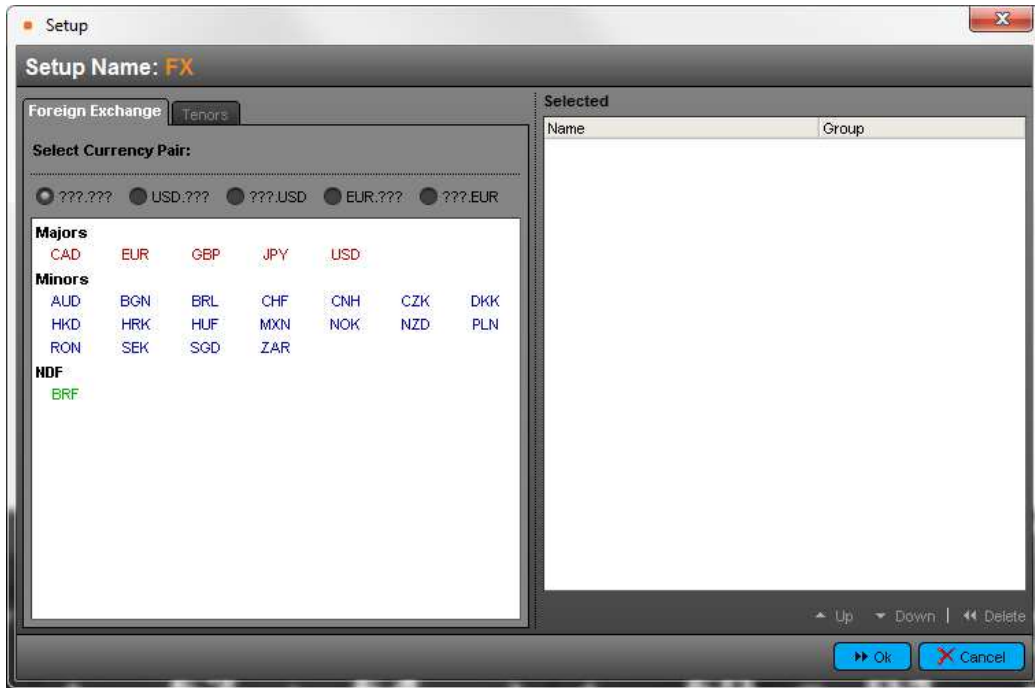 Setup
Setup Name: FX
Foreign Exchange Tenors
Select Currency Pair:
???.??? USD.??? ???.USD EUR.??? ???.EUR
Majors
CAD EUR GBP JPY USD
Minors
AUD BGN BRL CHF CNH CZK DKK
HKD HRK HUF MXN NOK NZD PLN
RON SEK SGD ZAR
NDF
BRF
Selected
Name Group
Up Down | Delete
Ok Cancel